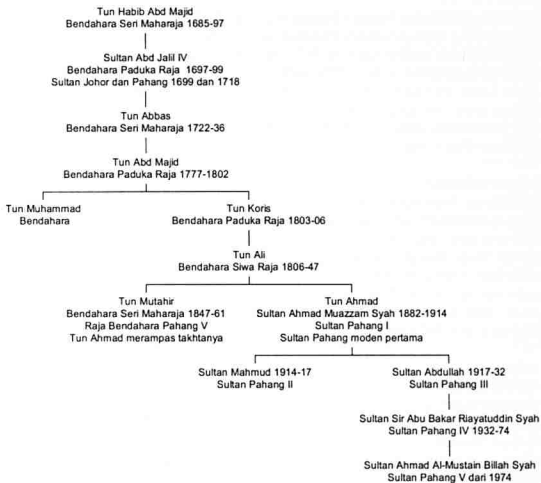 Tun Habib Abd Majid
Bendahara Seri Maharaja 1685-97
Sultan Abd Jalil IV
Bendahara Paduka Raja 1697-99
Sultan Johor dan Pahang 1699 dan 1718
Tun Abbas
Bendahara Seri Maharaja 1722-36
Tun Abd Majid
Bendahara Paduka Raja 1777-1802
Tun Muhammad
Bendahara
Tun Koris
Bendahara Paduka Raja 1803-06
Tun Ali
Bendahara Siwa Raja 1806-47
Tun Mutahir
Bendahara Seri Maharaja 1847-61
Raja Bendahara Pahang V
Tun Ahmad merampas takhtanya
Tun Ahmad
Sultan Ahmad Muazzam Syah 1882-1914
Sultan Pahang I
Sultan Pahang moden pertama
Sultan Mahmud 1914-17
Sultan Pahang II
Sultan Abdullah 1917-32
Sultan Pahang III
Sultan Sir Abu Bakar Riayatuddin Syah
Sultan Pahang IV 1932-74
Sultan Ahmad Al-Mustain Billah Syah
Sultan Pahang V dari 1974